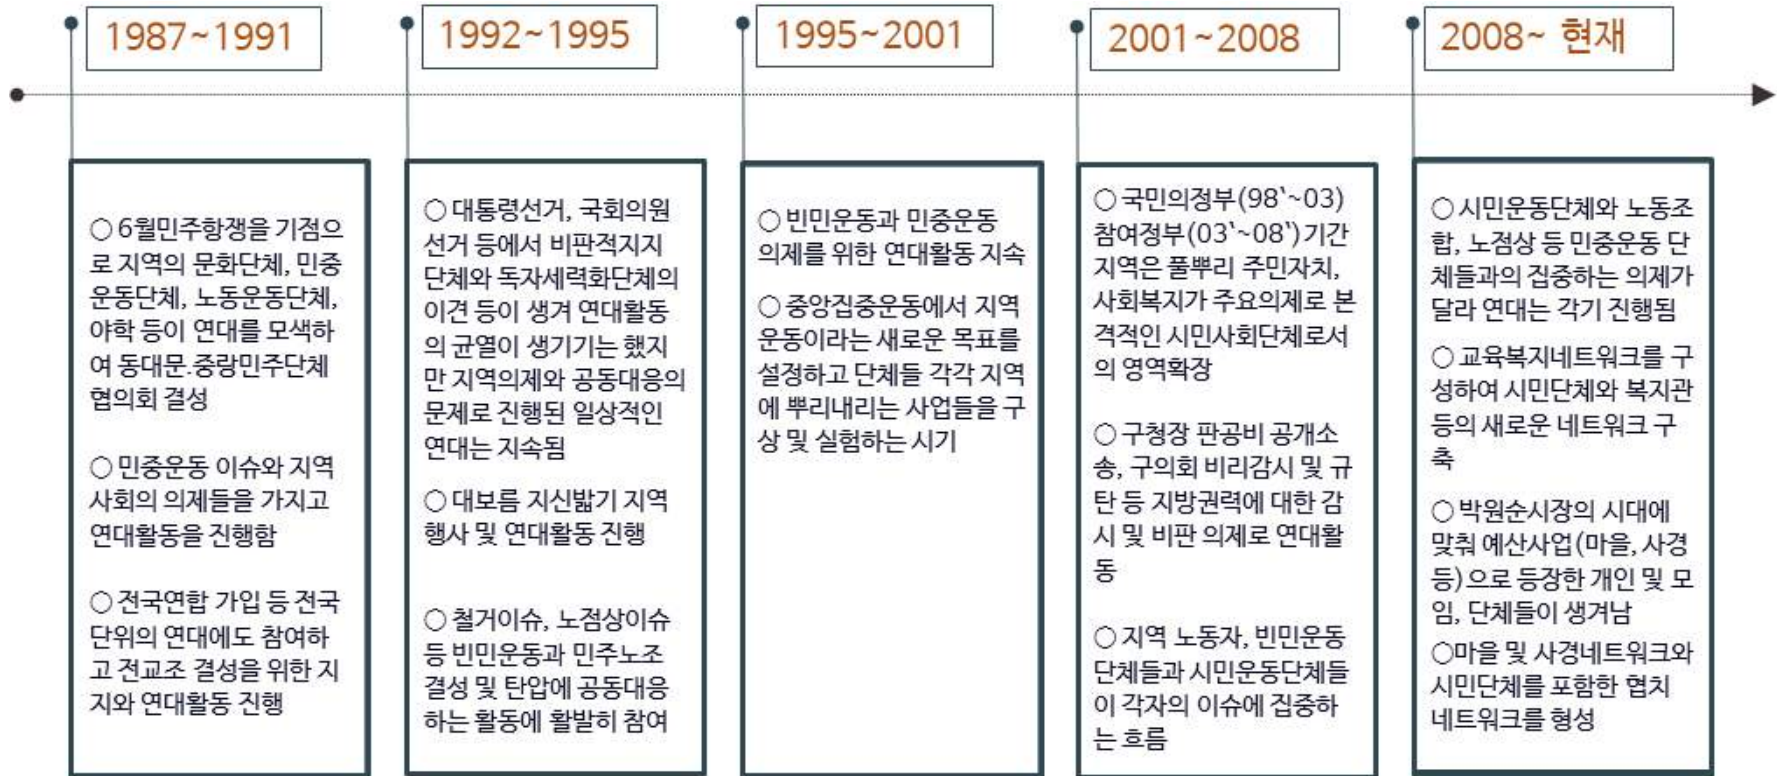 1987~1991
○ 6월민주항쟁을 기점으
로 지역의 문화단체, 민중
운동단체, 노동운동단체,
야학 등이 연대를 모색하
여 동대문.중랑민주단체
협의회 결성
○ 민중운동 이슈와 지역
사회의 의제들을 가지고
연대활동을 진행함
○ 전국연합 가입 등 전국
단위의 연대에도 참여하
고 전교조 결성을 위한 지
지와 연대활동 진행
1992~1995
○ 대통령선거, 국회의원
선거 등에서 비판적지지
단체와 독자세력화단체의
이견 등이 생겨 연대활동
의 균열이 생기기는 했지
만 지역의제와 공동대응의
문제로 진행된 일상적인
연대는 지속됨
○ 대보름 지신밟기 지역
행사 및 연대활동 진행
○ 철거이슈, 노점상이슈
등 빈민운동과 민주노조
결성 및 탄압에 공동대응
하는 활동에 활발히 참여
1995~2001
○ 빈민운동과 민중운동
의제를 위한 연대활동 지속
○ 중앙집중운동에서 지역
운동이라는 새로운 목표를
설정하고 단체들 각각 지역
에 뿌리내리는 사업들을 구
상 및 실험하는 시기
2001~2008
○ 국민의정부(98‵~03)
참여정부(03‵~08‵)기간
지역은 풀뿌리 주민자치,
사회복지가 주요의제로 본
격적인 시민사회단체로서
의 영역확장
○ 구청장 판공비 공개소
송, 구의회 비리감시 및 규
탄 등 지방권력에 대한 감
시 및 비판 의제로 연대활
동
○ 지역 노동자, 빈민운동
단체들과 시민운동단체들
이 각자의 이슈에 집중하
는 흐름
2008~ 현재
○ 시민운동단체와 노동조
합, 노점상 등 민중운동 단
체들과의 집중하는 의제가
달라 연대는 각기 진행됨
○ 교육복지네트워크를 구
성하여 시민단체와 복지관
등의 새로운 네트워크 구
축
○ 박원순시장의 시대에
맞춰 예산사업(마을, 사경
등)으로 등장한 개인 및 모
임, 단체들이 생겨남
○마을 및 사경네트워크와
시민단체를 포함한 협치
네트워크를 형성